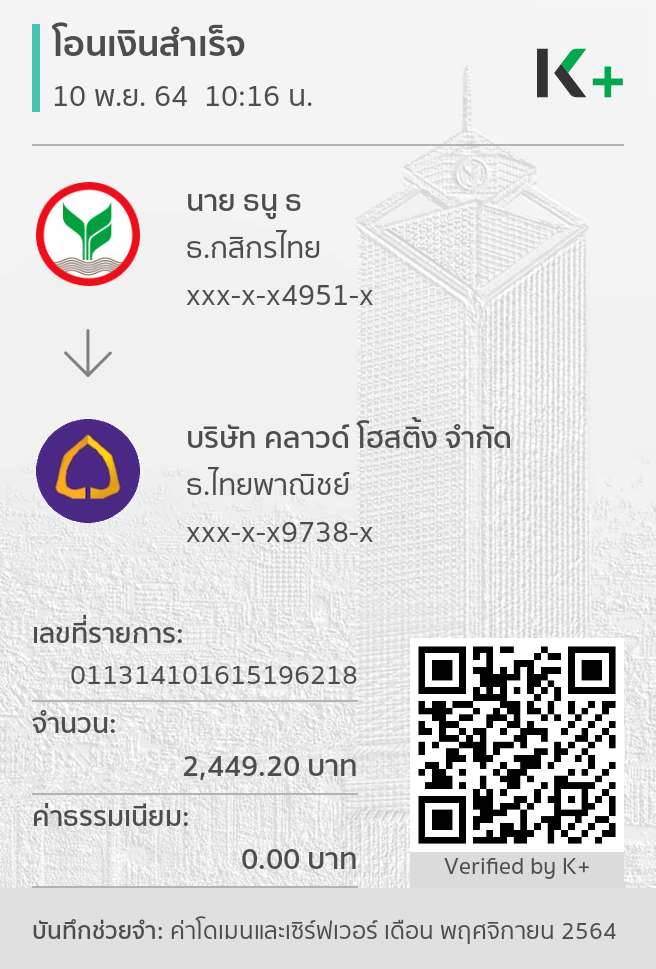 โอนเงินสำเร็จ
10 พ.ย. 64 10:16 น.
K+
นาย ธนู ธ
ธ.กสิกรไทย
xxx-x-x4951-x
บริษัท คลาวด์ โฮสติ้ง จำกัด
ธ.ไทยพาณิชย์
xxx-x-x9738-x
เลขที่รายการ:
011314101615196218
จำนวน:
2,449.20 บาท
ค่าธรรมเนียม:
0.00 บาท
Verified by K+
บันทึกช่วยจำ: ค่าโดเมนและเซิร์ฟเวอร์ เดือน พฤศจิกายน 2564